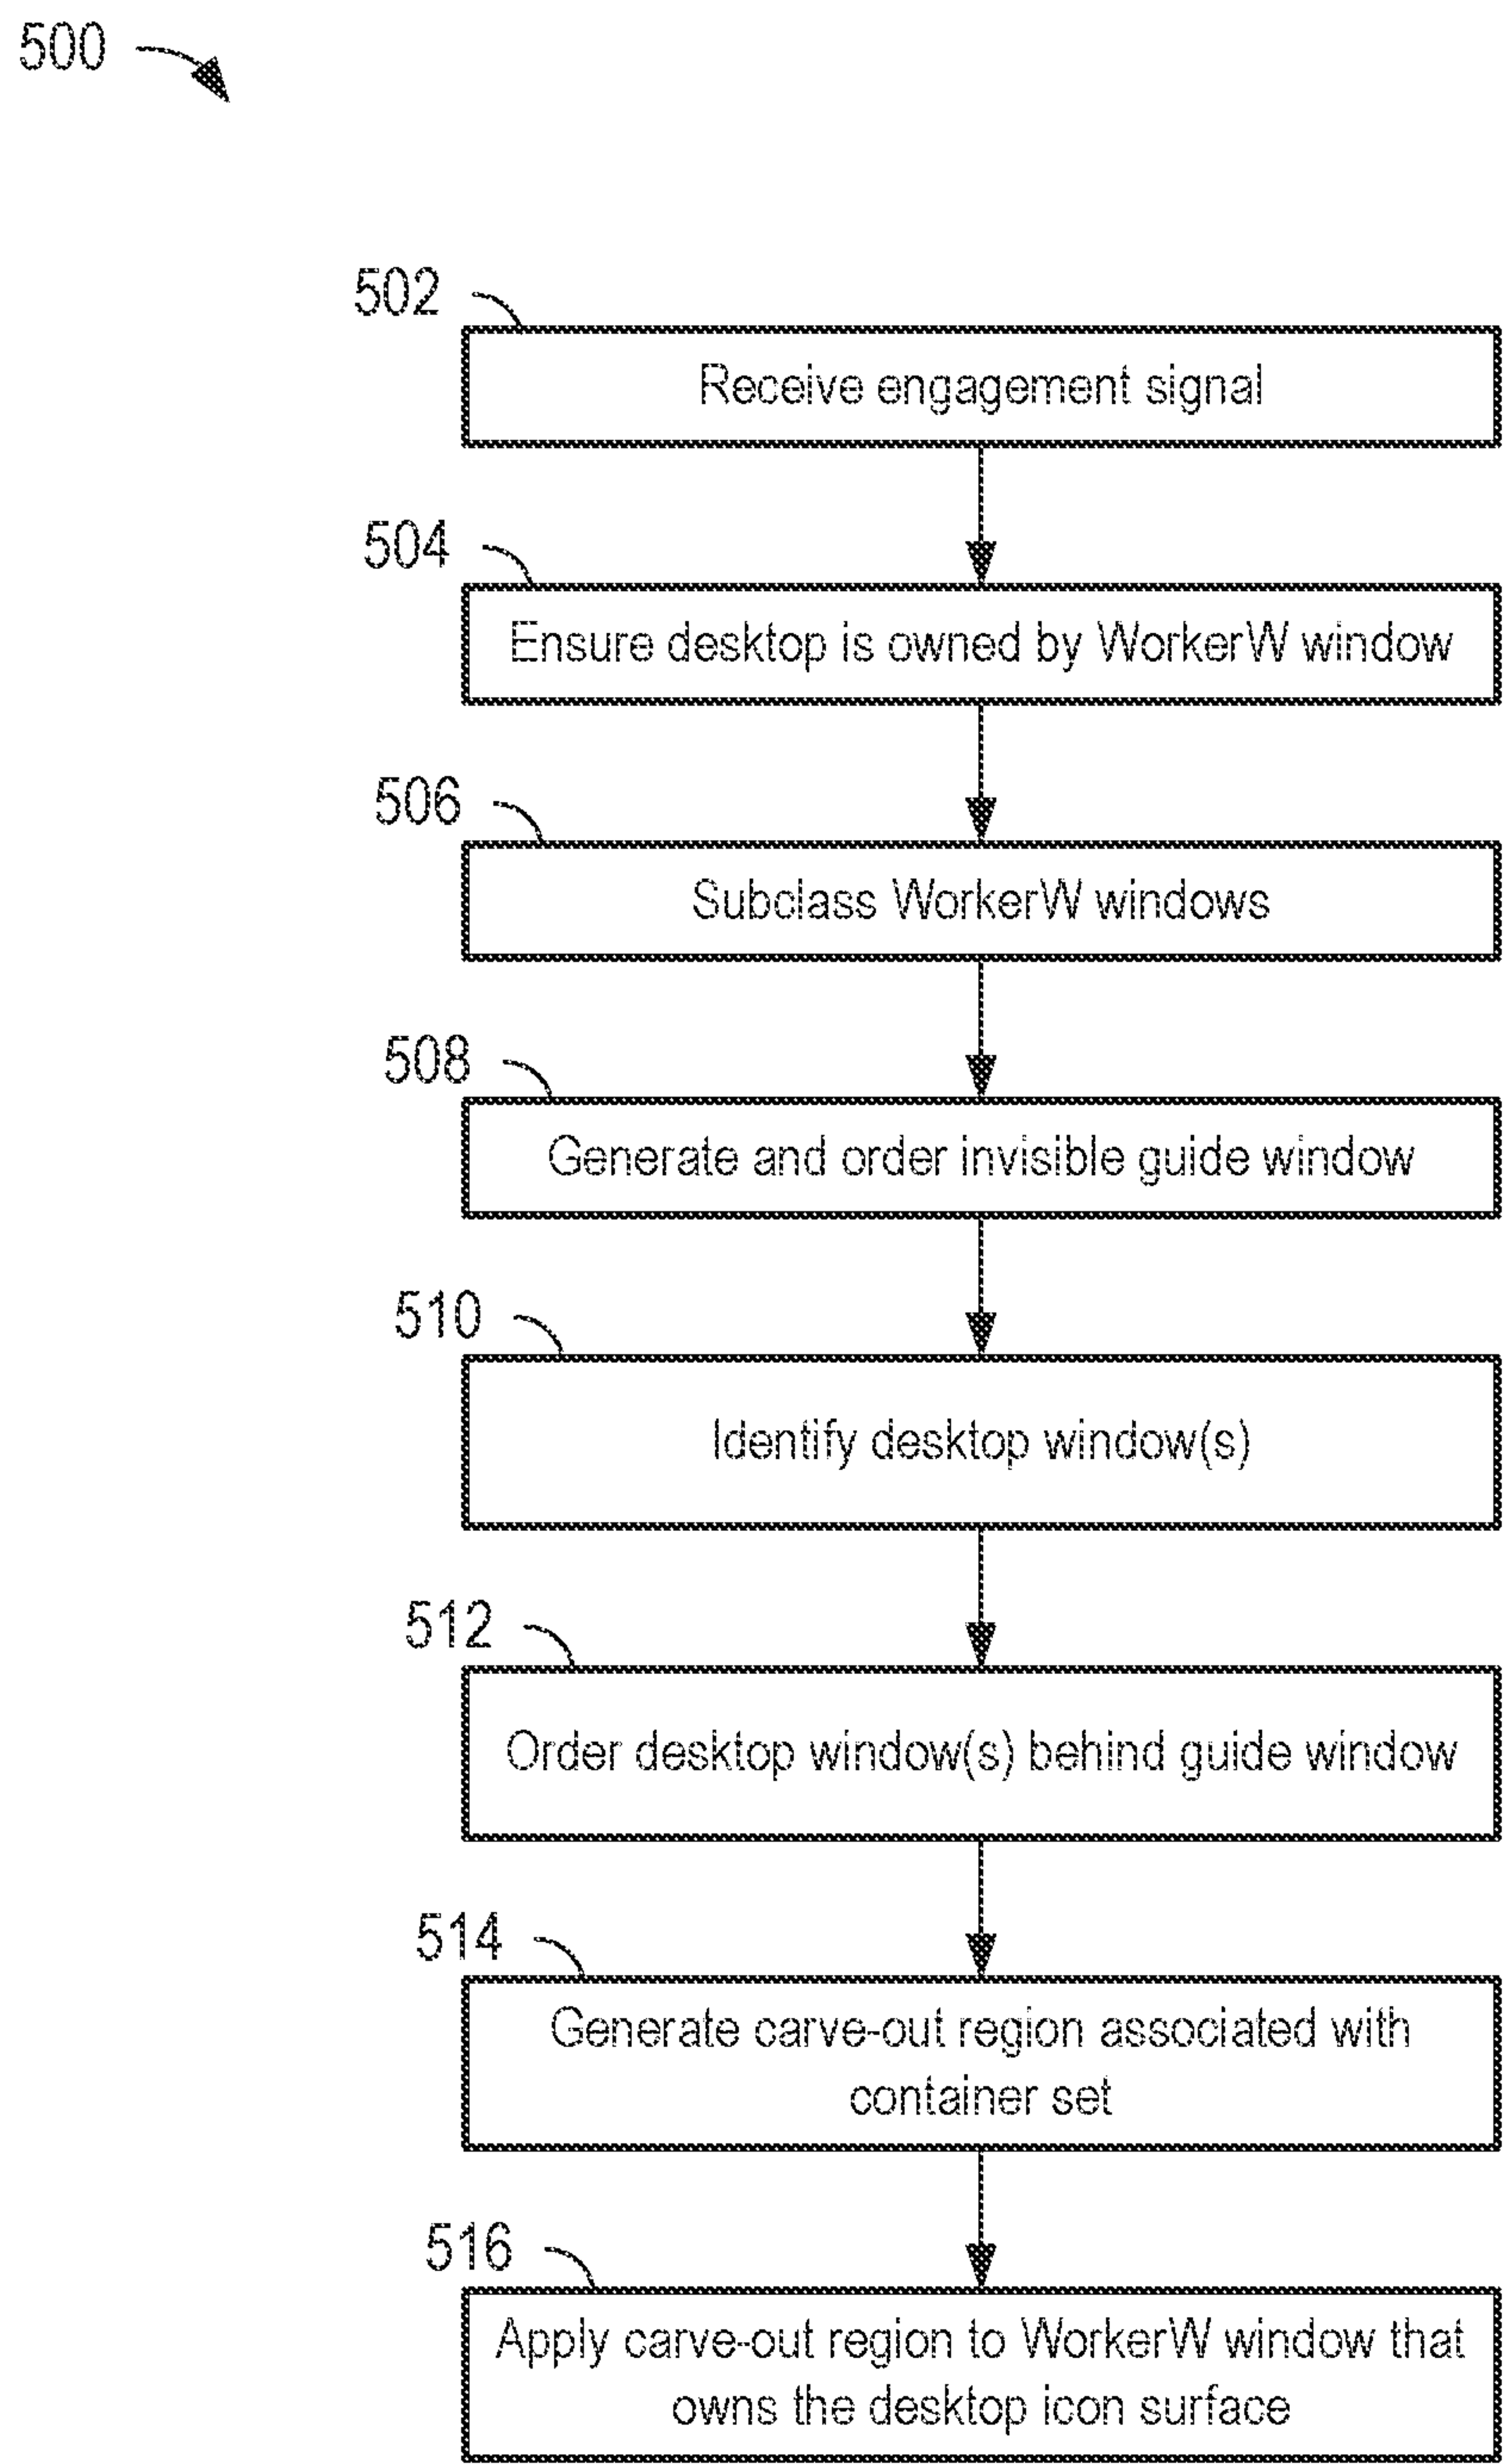 500
502
Receive engagement signal
504
Ensure desktop is owned by WorkerW window
506
Subclass WorkerW windows
508
Generate and order invisible guide window
510
Identify desktop window(s)
512
Order desktop window(s) behind guide window
514
Generate carve-out region associated with
container set
516
Apply carve-out region to WorkerW window that
owns the desktop icon surface